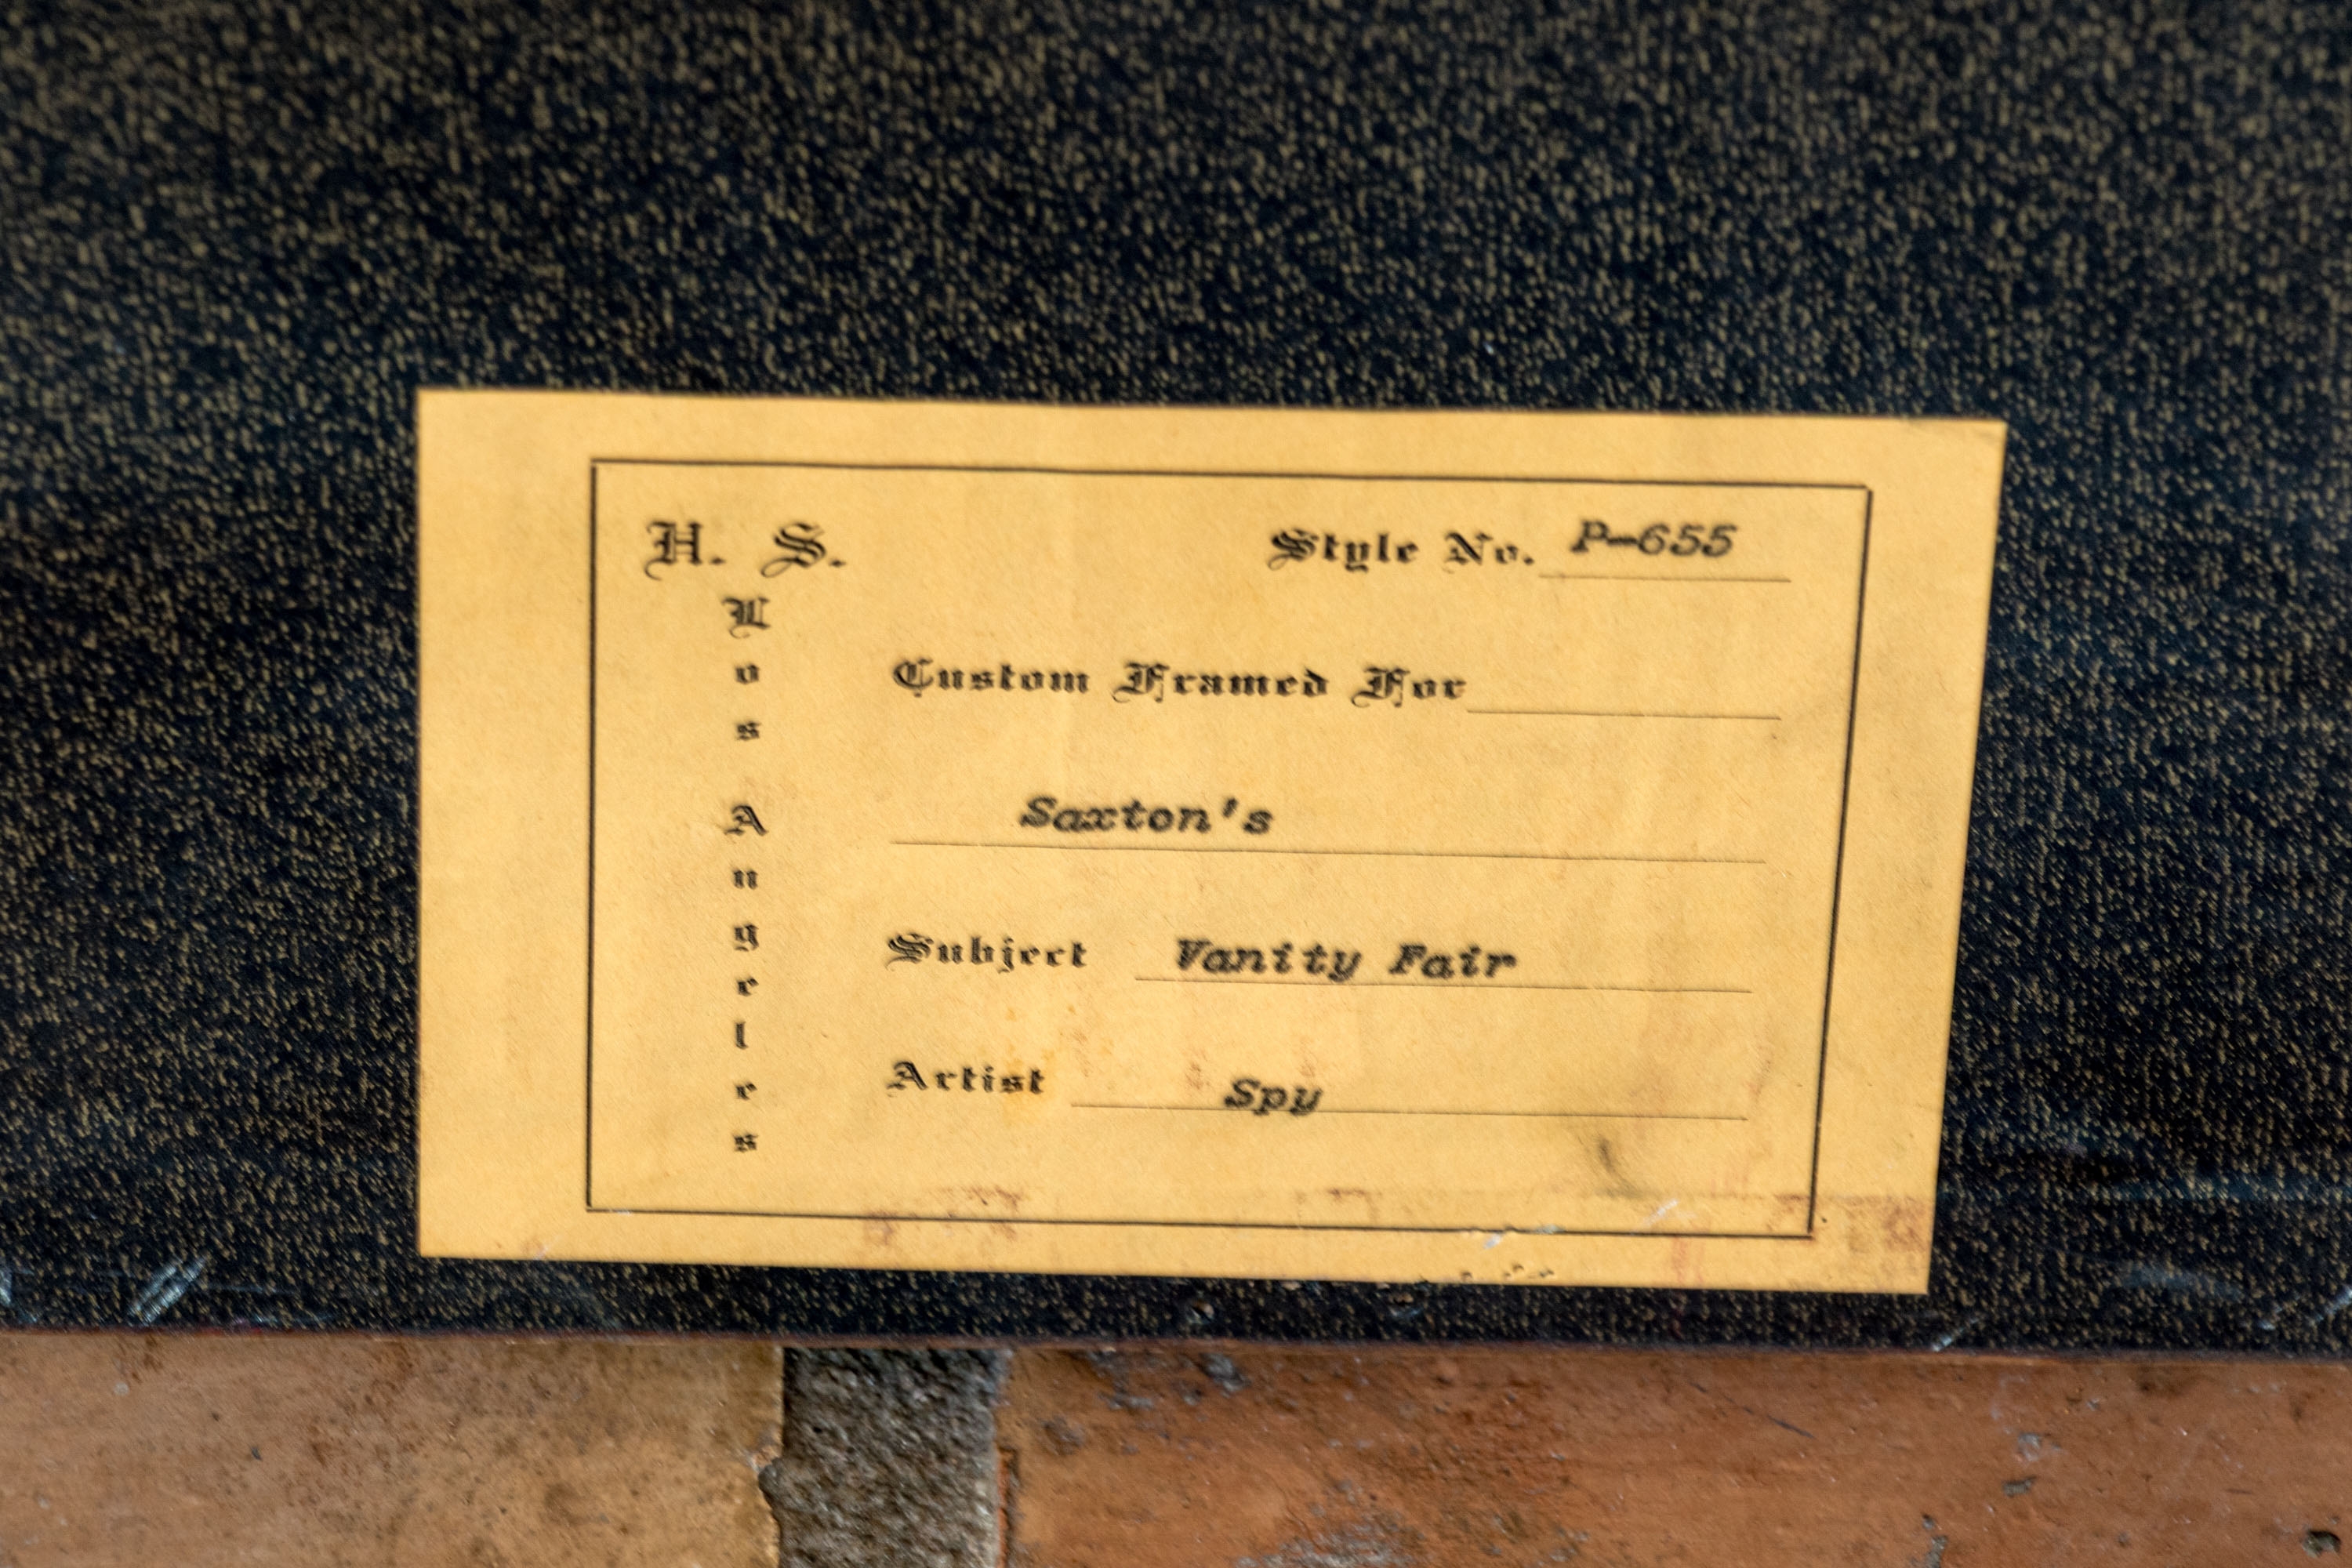 H. S.
Los Angeles
Style No. P-655
Custom Framed For
Saxton's
Subject Vanity Fair
Artist Spy